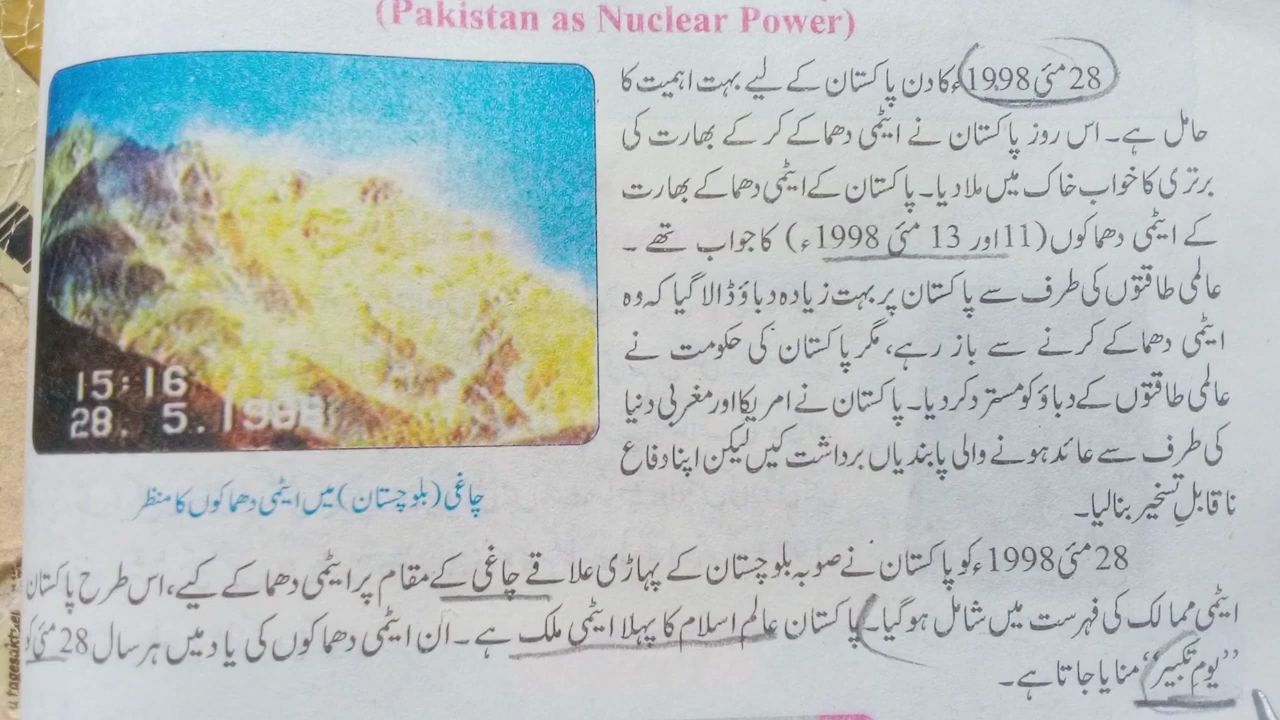 (Pakistan as Nuclear Power)
28 مئی 1998ء کا دن پاکستان کے لیے بہت اہمیت کا
حامل ہے۔ اس روز پاکستان نے ایٹمی دھماکے کر کے بھارت کی
برتری کا خواب خاک میں ملا دیا۔ پاکستان کے ایٹمی دھماکے بھارت
کے ایٹمی دھماکوں (11 اور 13 مئی 1998ء) کا جواب تھے۔
عالمی طاقتوں کی طرف سے پاکستان پر بہت زیادہ دباؤ ڈالا گیا کہ وہ
ایٹمی دھماکے کرنے سے باز رہے، مگر پاکستان کی حکومت نے
عالمی طاقتوں کے دباؤ کو مسترد کر دیا۔ پاکستان نے امریکا اور مغربی دنیا
کی طرف سے عائد ہونے والی پابندیاں برداشت کیں لیکن اپنا دفاع
ناقابلِ تسخیر بنا لیا۔
15:16
28. 5.1998
چاغی (بلوچستان) میں ایٹمی دھماکوں کا منظر
28 مئی 1998ء کو پاکستان نے صوبہ بلوچستان کے پہاڑی علاقے چاغی کے مقام پر ایٹمی دھماکے کیے، اس طرح پاکستان
ایٹمی ممالک کی فہرست میں شامل ہو گیا۔ پاکستان عالم اسلام کا پہلا ایٹمی ملک ہے۔ ان ایٹمی دھماکوں کی یاد میں ہر سال 28 مئی کو
’’یوم تکبیر‘‘ منایا جاتا ہے۔